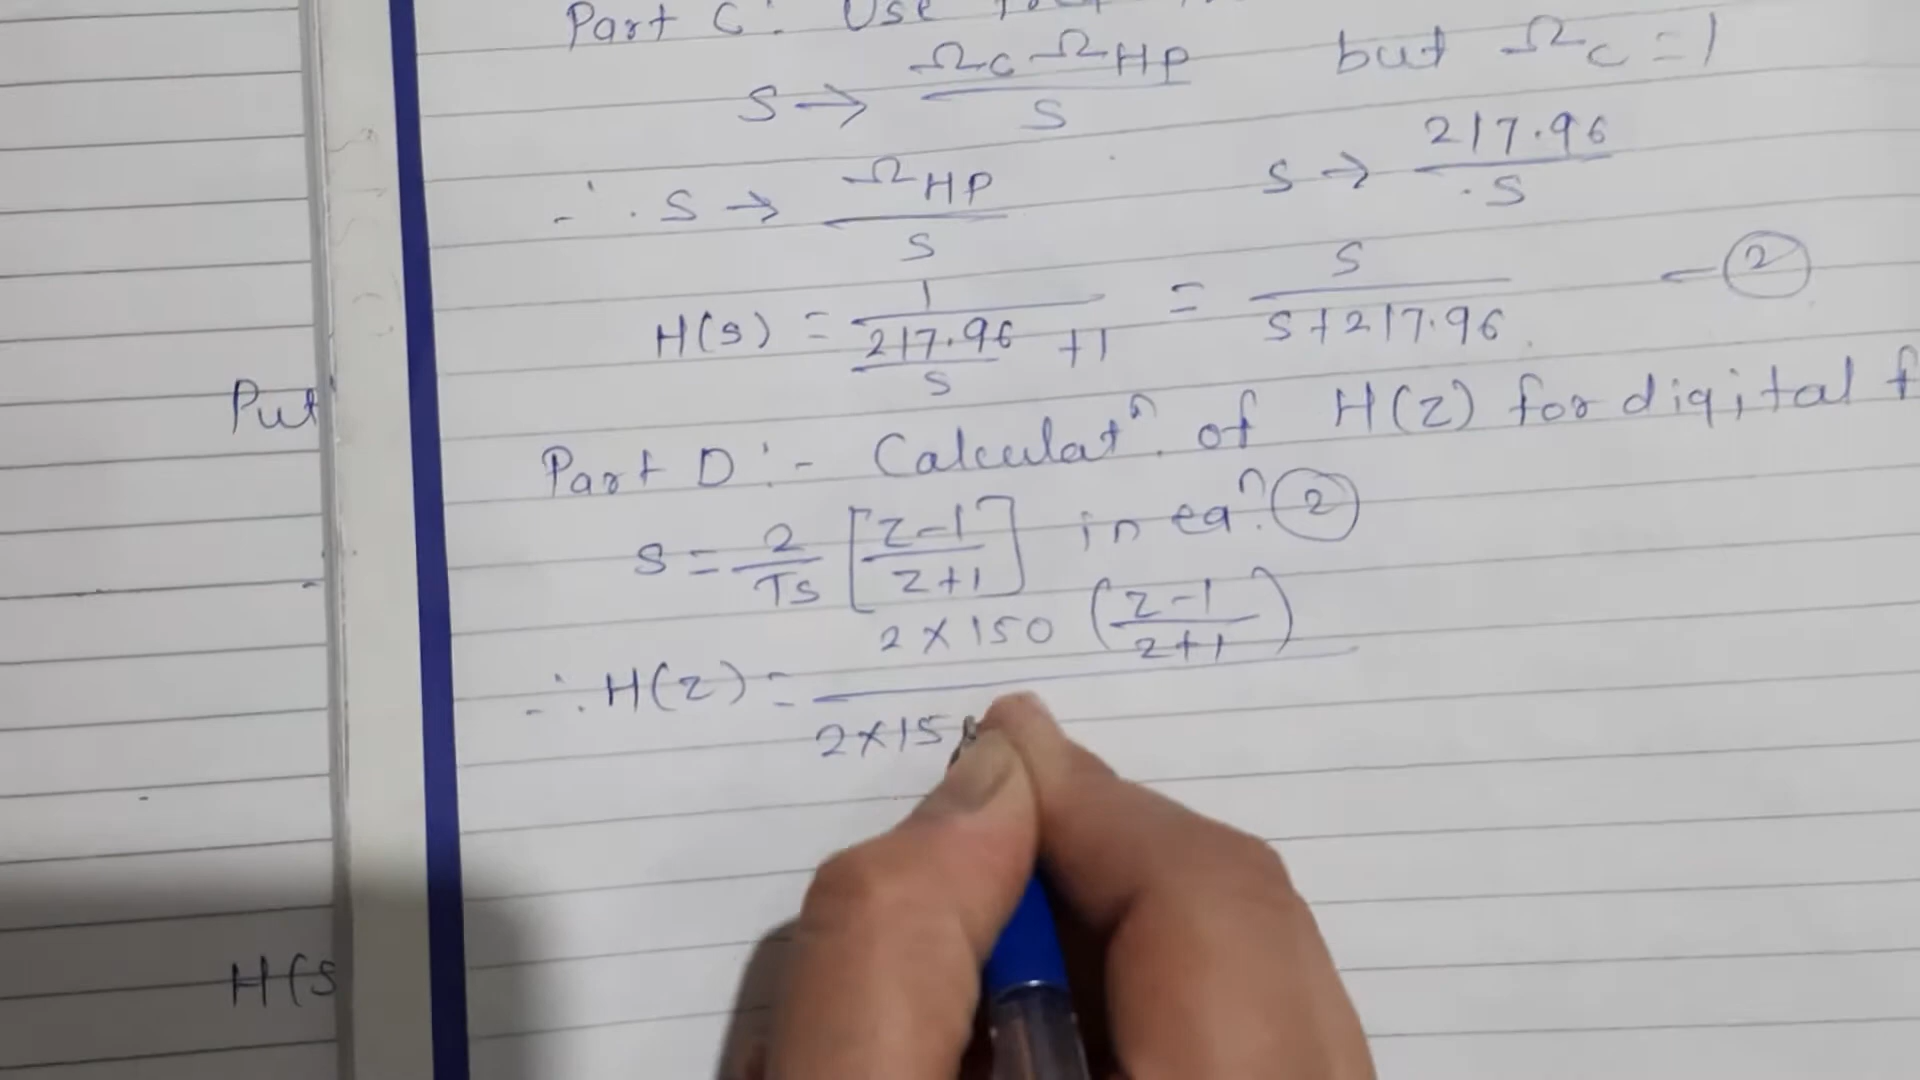 Part C: Use
S → Ωc ΩHP / S but Ωc = 1
∴ S → ΩHP / S S → 217.96 / S
H(s) = 1 / (217.96 / S + 1) = S / (S + 217.96) — ②
Part D :- Calculatⁿ. of H(z) for digital f
S = 2 / Ts [z-1 / z+1] in eqⁿ. ②
∴ H(z) = 2 × 150 (z-1 / z+1) /
2 × 15
Put
H(S